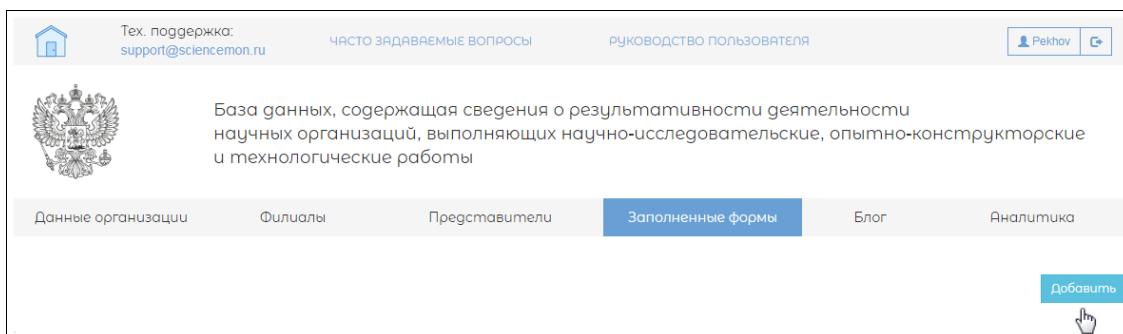 Тех. поддержка:
support@sciencemon.ru
ЧАСТО ЗАДАВАЕМЫЕ ВОПРОСЫ
РУКОВОДСТВО ПОЛЬЗОВАТЕЛЯ
Pekhov
База данных, содержащая сведения о результативности деятельности
научных организаций, выполняющих научно-исследовательские, опытно-конструкторские
и технологические работы
Данные организации
Филиалы
Представители
Заполненные формы
Блог
Аналитика
Добавить